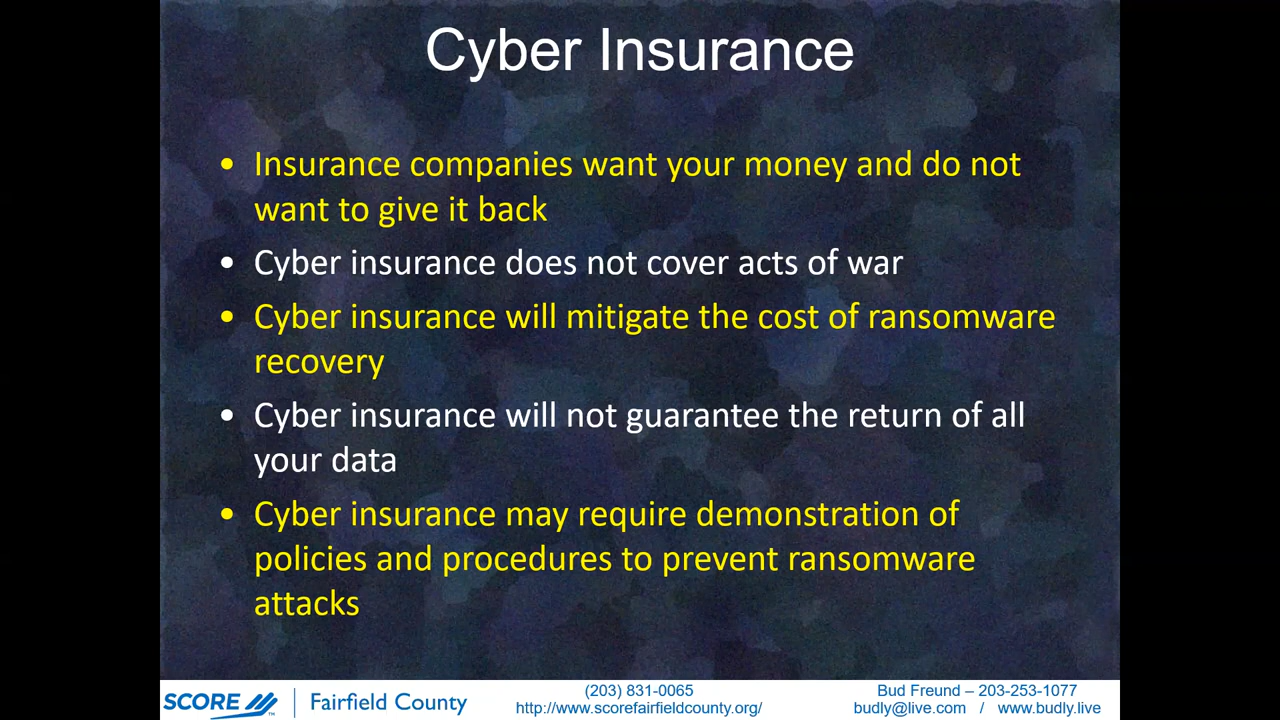 Cyber Insurance
• Insurance companies want your money and do not
want to give it back
• Cyber insurance does not cover acts of war
• Cyber insurance will mitigate the cost of ransomware
recovery
• Cyber insurance will not guarantee the return of all
your data
• Cyber insurance may require demonstration of
policies and procedures to prevent ransomware
attacks
SCORE™ | Fairfield County
(203) 831-0065
http://www.scorefairfieldcounty.org/
Bud Freund – 203-253-1077
budly@live.com / www.budly.live